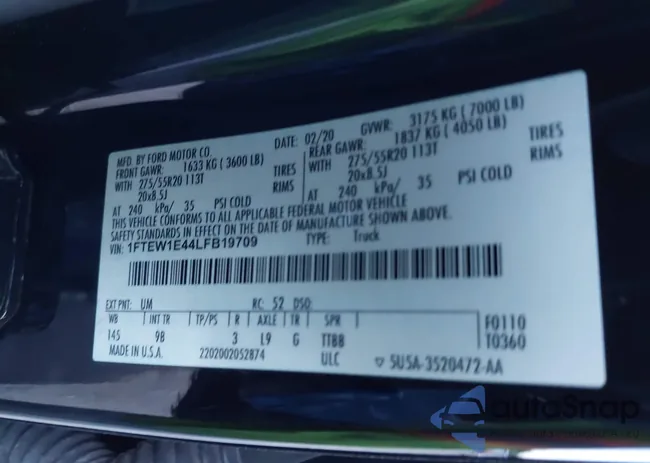 MFD. BY FORD MOTOR CO. DATE: 02/20 GVWR: 3175 KG ( 7000 LB)
FRONT GAWR: 1633 KG ( 3600 LB) REAR GAWR: 1837 KG ( 4050 LB)
WITH 275/55R20 113T TIRES WITH 275/55R20 113T TIRES
20x8.5J RIMS 20x8.5J RIMS
AT 240 kPa/ 35 PSI COLD AT 240 kPa/ 35 PSI COLD
THIS VEHICLE CONFORMS TO ALL APPLICABLE FEDERAL MOTOR VEHICLE
SAFETY STANDARDS IN EFFECT ON THE DATE OF MANUFACTURE SHOWN ABOVE.
VIN: 1FTEW1E44LFB19709 TYPE: Truck
EXT PNT: UM RC: 52 DSO:
WB INT TR TP/PS R AXLE TR SPR F0110
145 9B 3 L9 G TTBB T0360
MADE IN U.S.A. 2202002052874 ULC 5U5A-3520472-AA
autoSnap